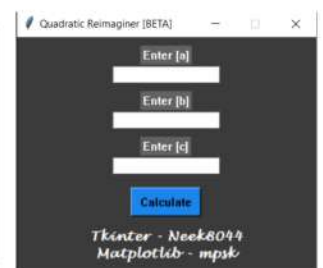 Quadratic Reimaginer [BETA]
Enter [a]
Enter [b]
Enter [c]
Calculate
Tkinter - Neek8044
Matplotlib - mpsk